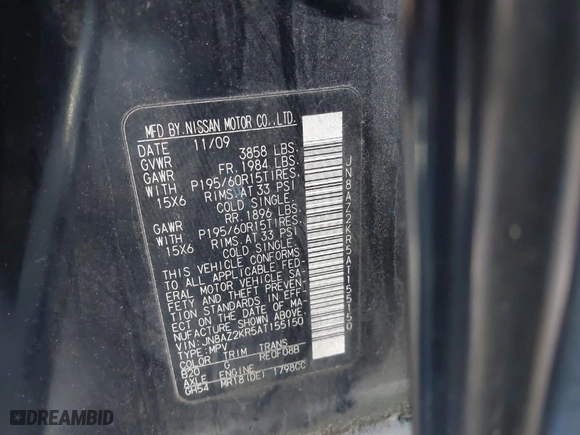 MFD BY.NISSAN MOTOR CO.,LTD.
DATE 11/09
GVWR 3858 LBS.
GAWR FR. 1984 LBS.
WITH P195/60R15TIRES,
15X6 RIMS.AT 33 PSI
COLD SINGLE.
GAWR RR. 1896 LBS.
WITH P195/60R15TIRES,
15X6 RIMS.AT 33 PSI
COLD SINGLE.
THIS VEHICLE CONFORMS
TO ALL APPLICABLE FED-
ERAL MOTOR VEHICLE SA-
FETY AND THEFT PREVEN-
TION STANDARDS IN EFF-
ECT ON THE DATE OF MA-
NUFACTURE SHOWN ABOVE.
VIN:JN8AZ2KR5AT155150
TYPE:MPV
COLOR TRIM TRANS
B20 G RE0F08B
AXLE ENGINE
GH54 MR18(DE) 1798CC
JN8AZ2KR5AT155150
DREAMBID